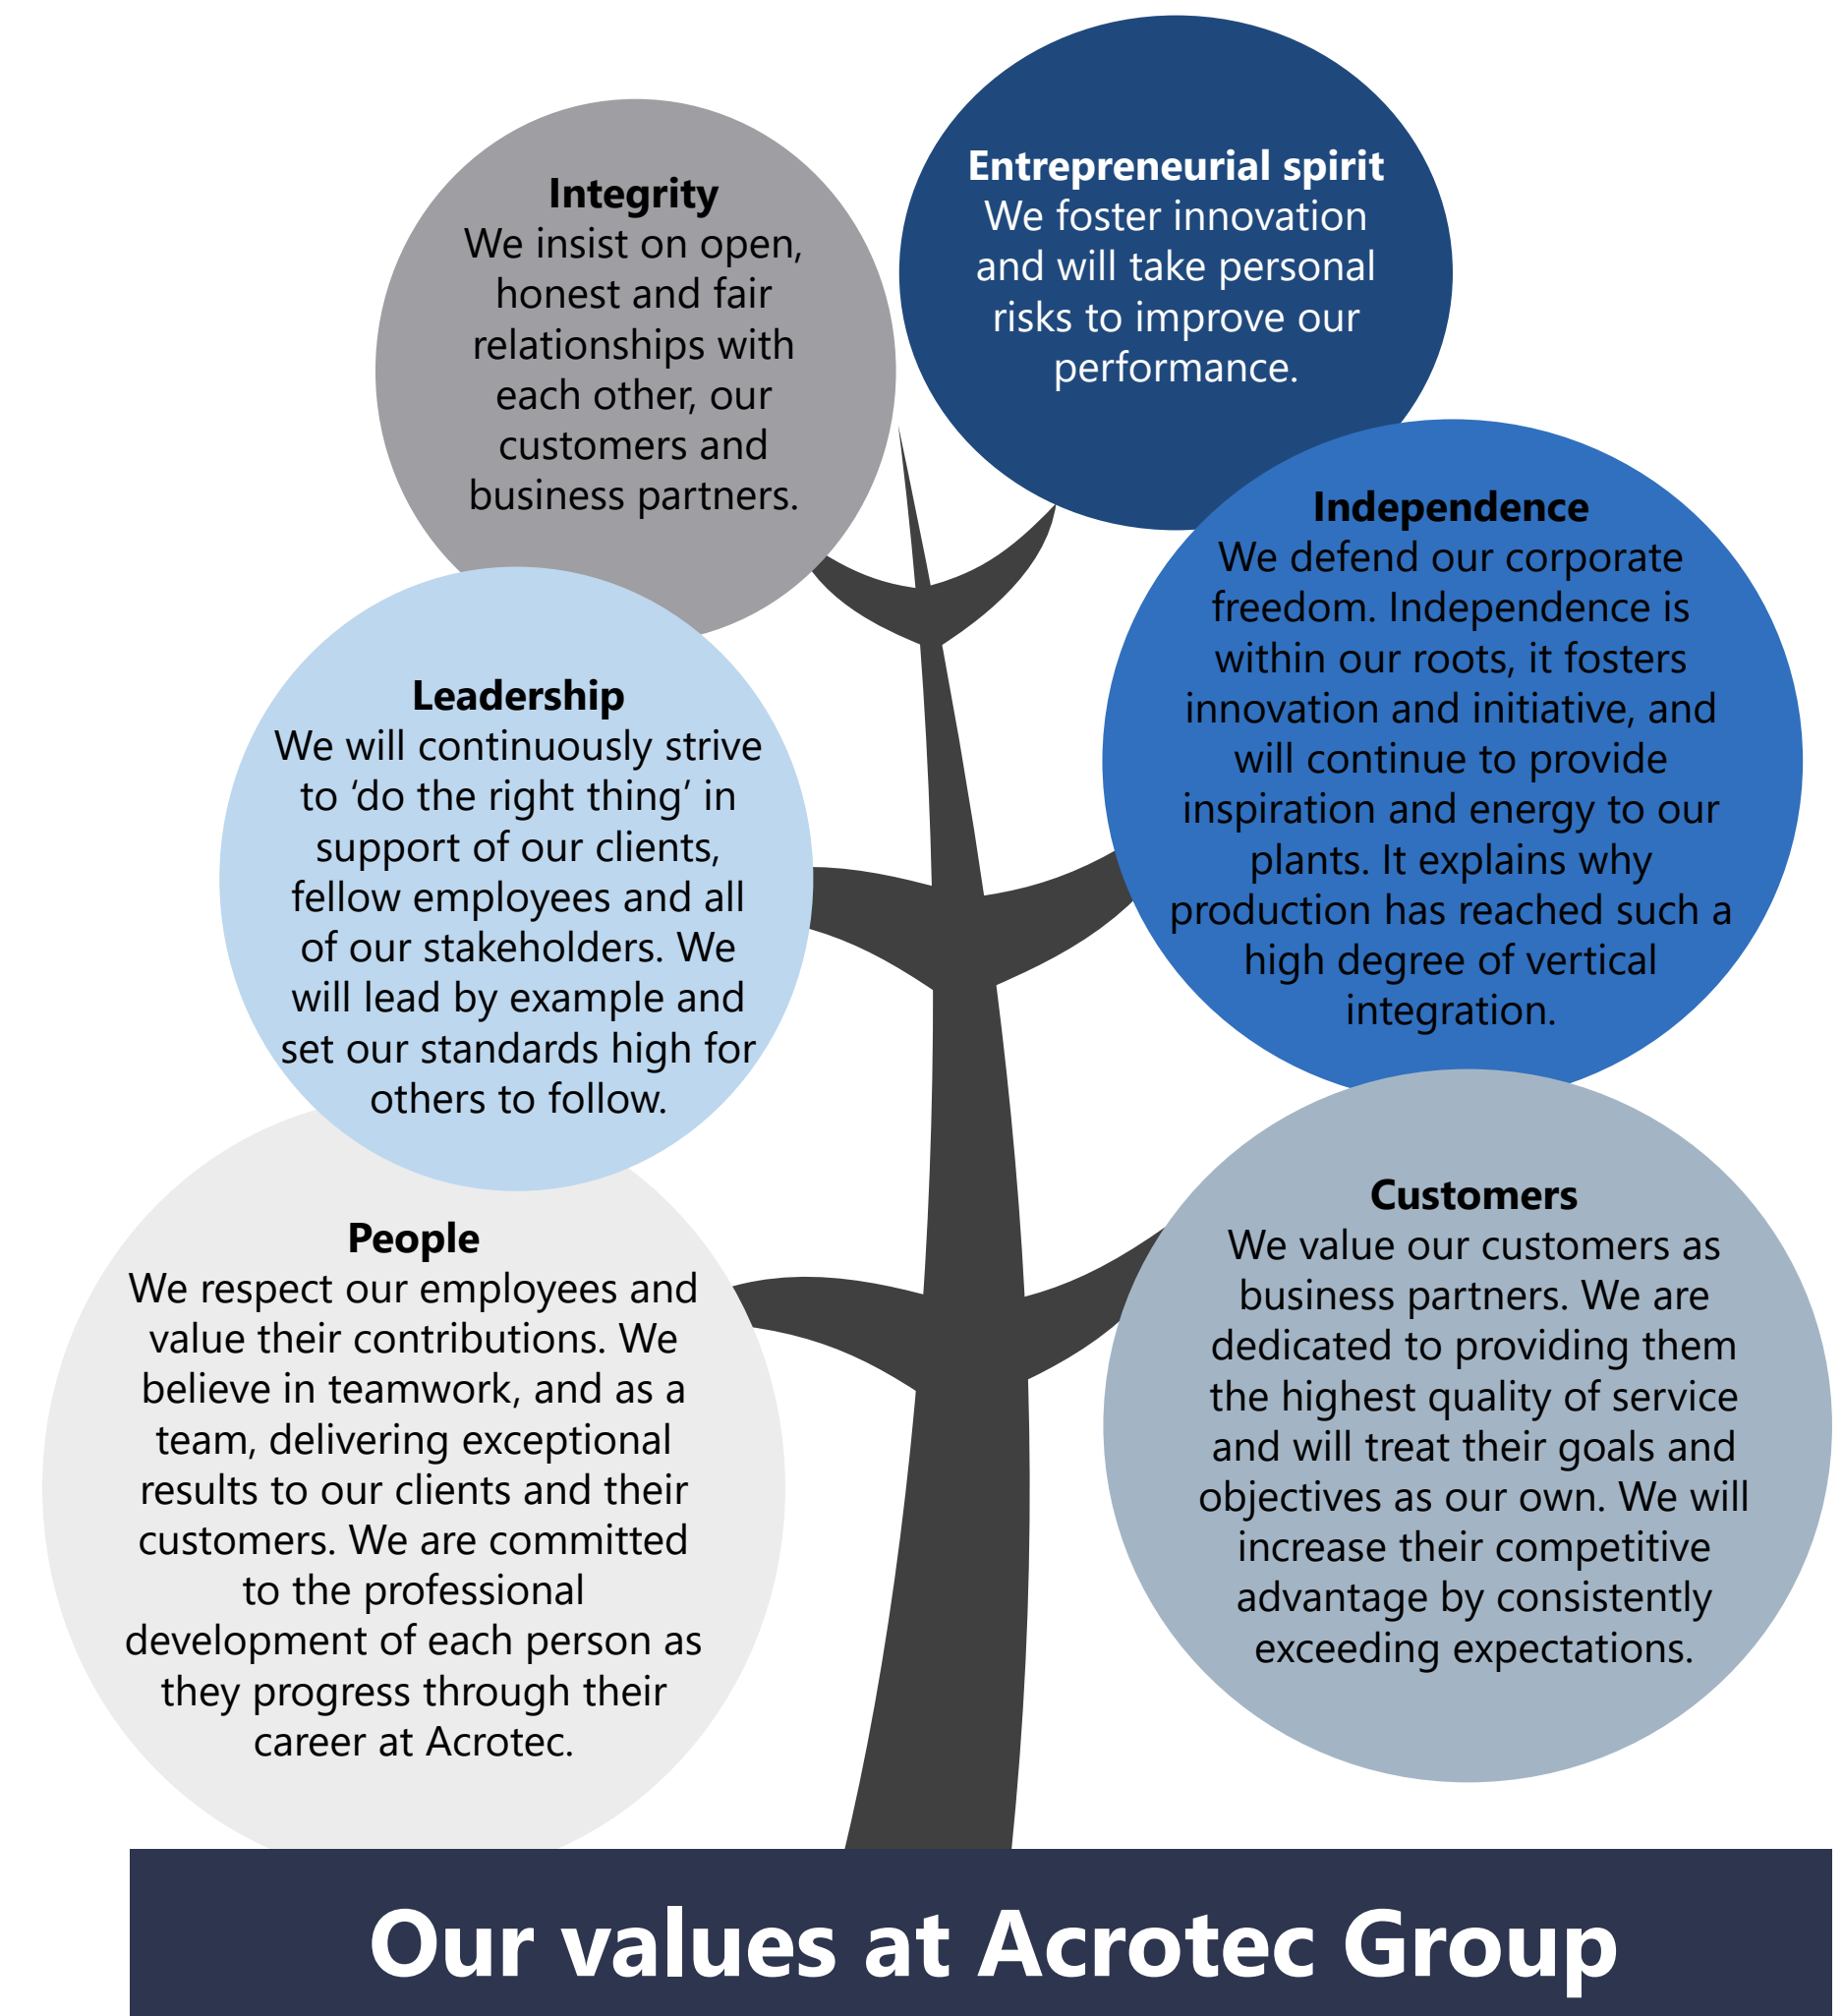 Integrity
We insist on open,
honest and fair
relationships with
each other, our
customers and
business partners.
Entrepreneurial spirit
We foster innovation
and will take personal
risks to improve our
performance.
Leadership
We will continuously strive
to ‘do the right thing’ in
support of our clients,
fellow employees and all
of our stakeholders. We
will lead by example and
set our standards high for
others to follow.
Independence
We defend our corporate
freedom. Independence is
within our roots, it fosters
innovation and initiative, and
will continue to provide
inspiration and energy to our
plants. It explains why
production has reached such a
high degree of vertical
integration.
People
We respect our employees and
value their contributions. We
believe in teamwork, and as a
team, delivering exceptional
results to our clients and their
customers. We are committed
to the professional
development of each person as
they progress through their
career at Acrotec.
Customers
We value our customers as
business partners. We are
dedicated to providing them
the highest quality of service
and will treat their goals and
objectives as our own. We will
increase their competitive
advantage by consistently
exceeding expectations.
Our values at Acrotec Group